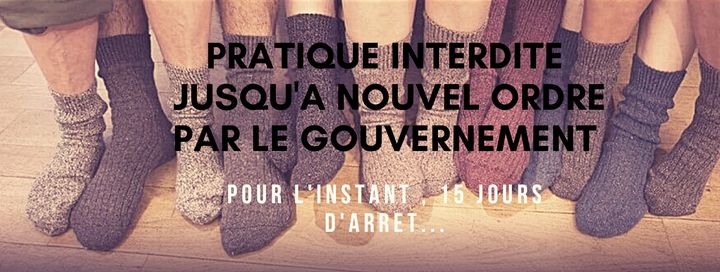 PRATIQUE INTERDITE
JUSQU'A NOUVEL ORDRE
PAR LE GOUVERNEMENT
POUR L'INSTANT , 15 JOURS
D'ARRET...